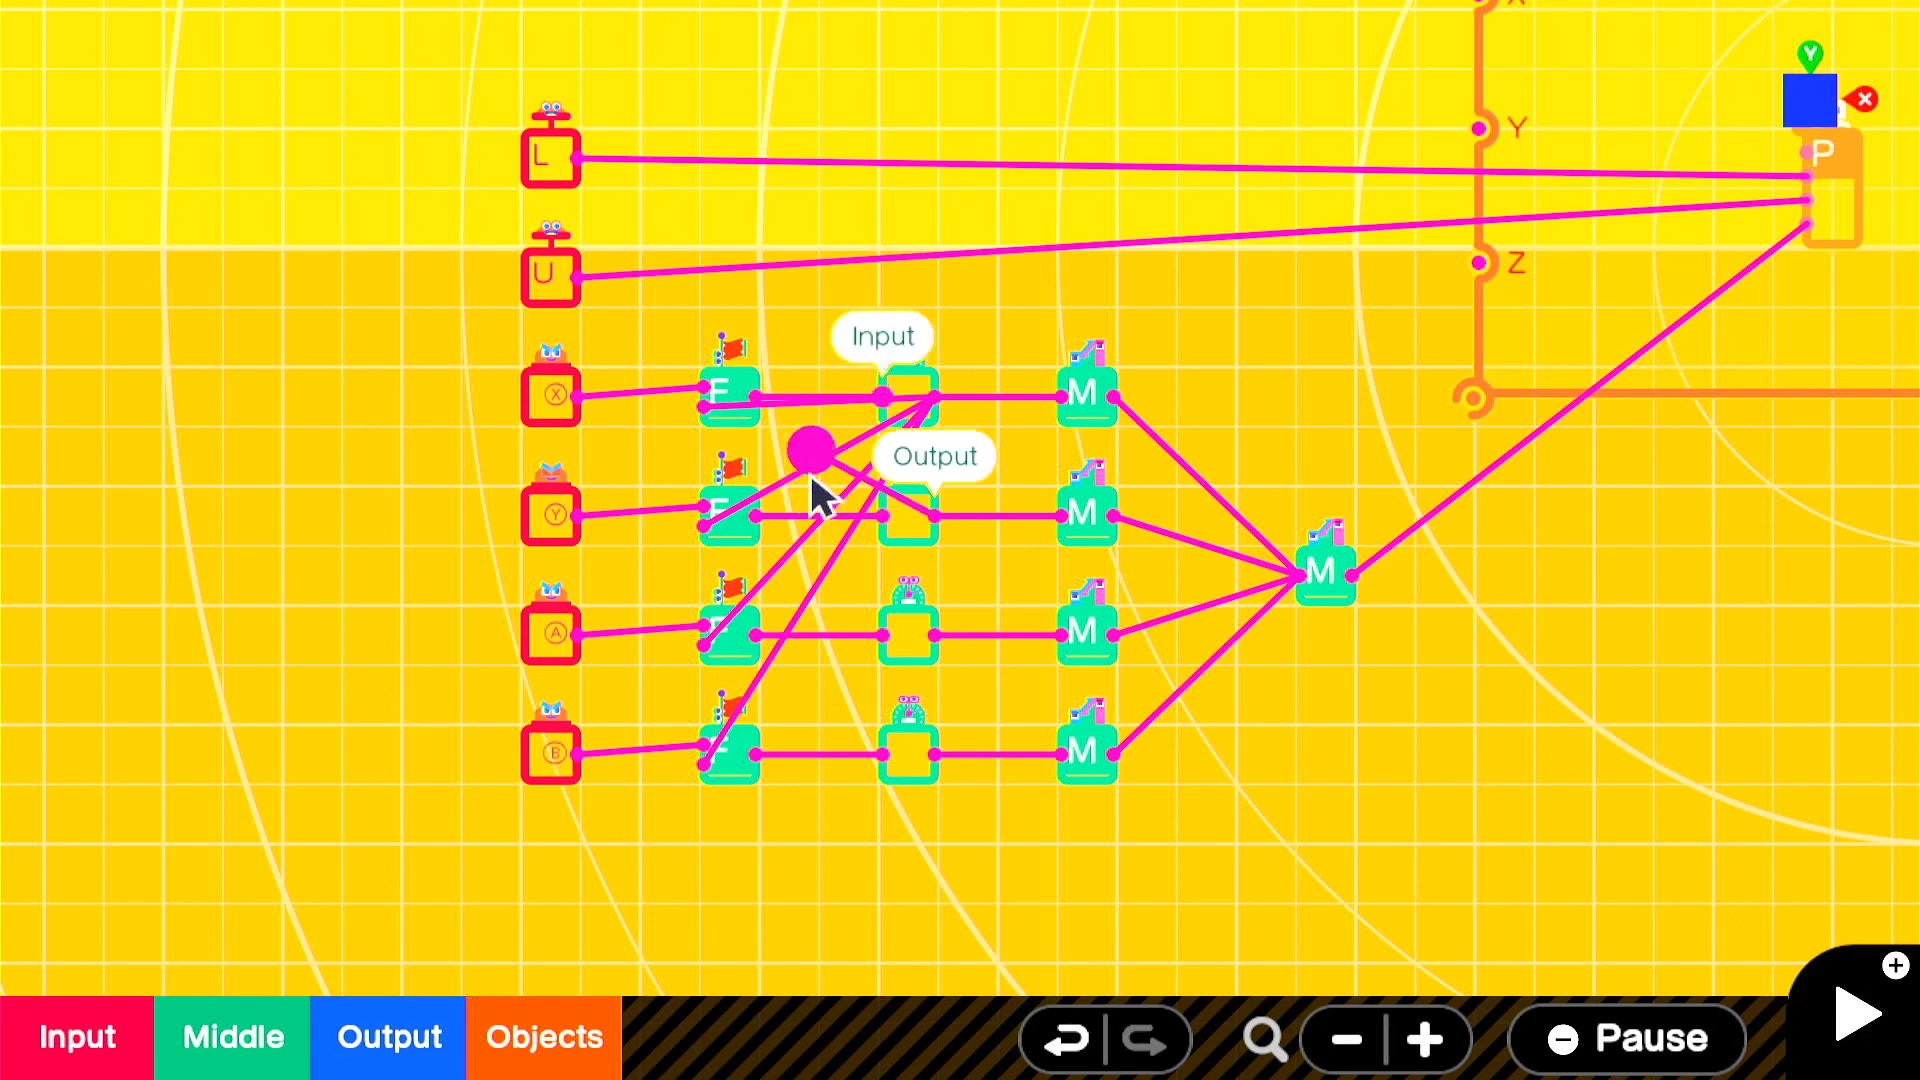 X
Y
L
Y
P
U
Z
Input
X
F
M
Output
Y
F
M
M
A
F
M
B
F
M
Input
Middle
Output
Objects
Pause